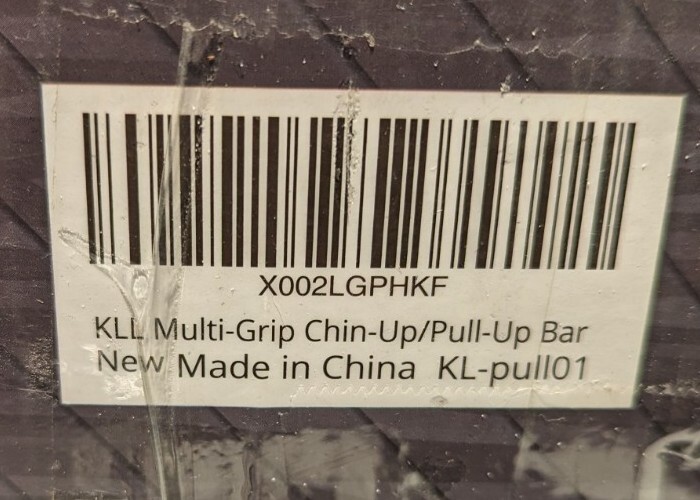 X002LGPHKF
KLL Multi-Grip Chin-Up/Pull-Up Bar
New Made in China KL-pull01